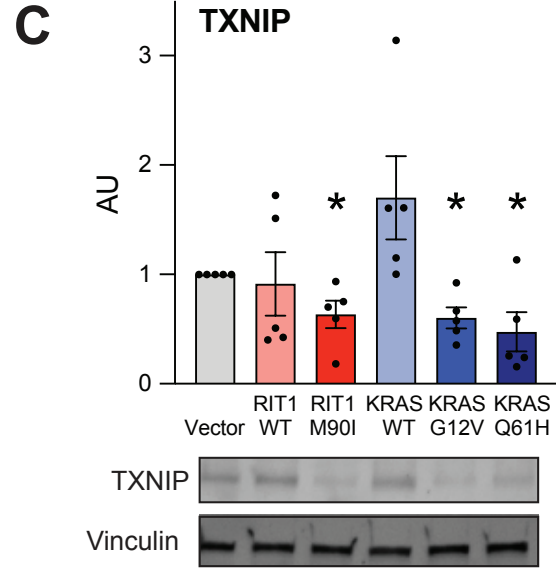 C
TXNIP
3
2
1
0
AU
*
*
*
Vector
RIT1 WT
RIT1 M90I
KRAS WT
KRAS G12V
KRAS Q61H
TXNIP
Vinculin